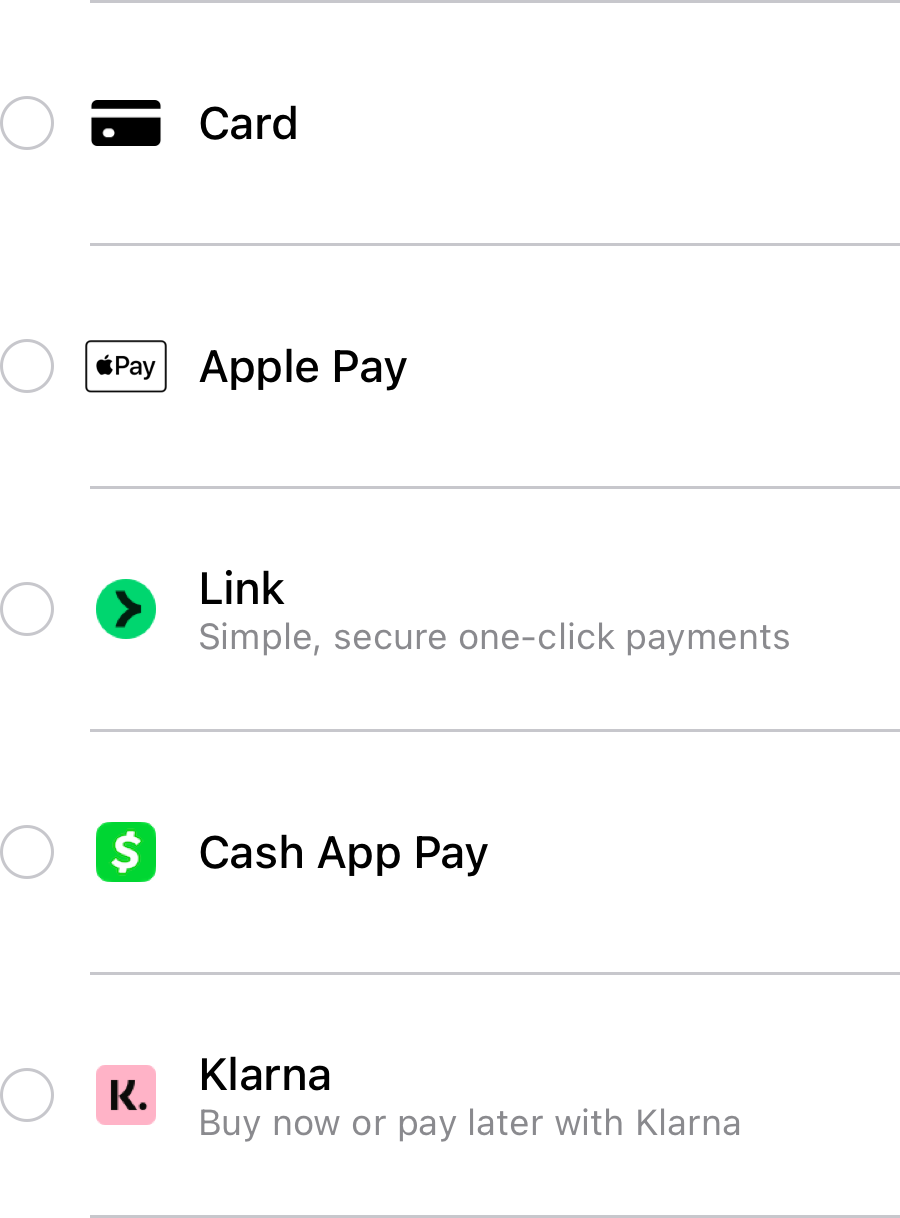 Card
Pay
Apple Pay
Link
Simple, secure one-click payments
$
Cash App Pay
K.
Klarna
Buy now or pay later with Klarna